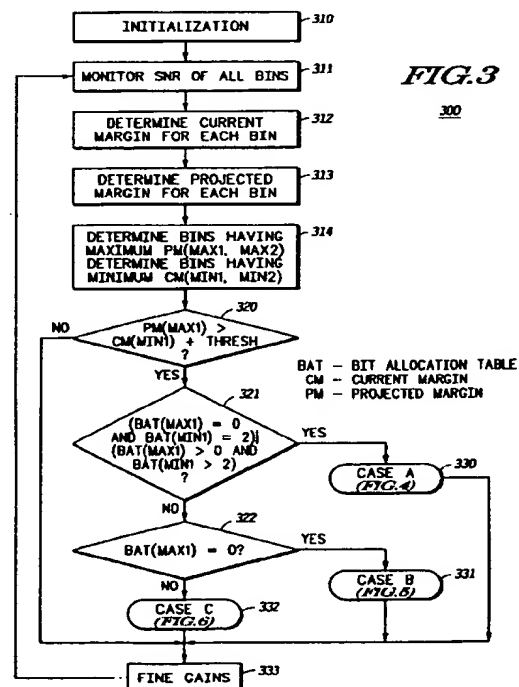 INITIALIZATION
310
MONITOR SNR OF ALL BINS
311
FIG.3
300
DETERMINE CURRENT
MARGIN FOR EACH BIN
312
DETERMINE PROJECTED
MARGIN FOR EACH BIN
313
DETERMINE BINS HAVING
MAXIMUM PM(MAX1, MAX2)
DETERMINE BINS HAVING
MINIMUM CM(MIN1, MIN2)
314
320
NO
PM(MAX1) >
CM(MIN1) + THRESH
?
YES
BAT – BIT ALLOCATION TABLE
CM – CURRENT MARGIN
PM – PROJECTED MARGIN
321
(BAT(MAX1) = 0
AND BAT(MIN1) = 2)|
(BAT(MAX1) > 0 AND
BAT(MIN1 > 2)
?
YES
NO
CASE A
(FIG.4)
330
322
BAT(MAX1) = 0?
YES
NO
CASE B
(FIG.5)
331
CASE C
(FIG.6)
332
FINE GAINS
333